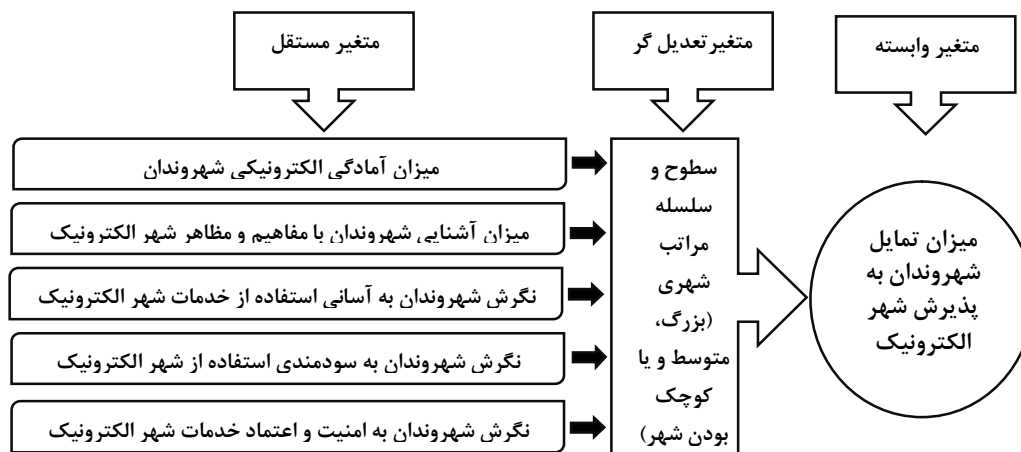 متغیر مستقل
متغیرتعدیل گر
متغیر وابسته
میزان آمادگی الکترونیکی شهروندان
میزان آشنایی شهروندان با مفاهیم و مظاهر شهر الکترونیک
نگرش شهروندان به آسانی استفاده از خدمات شهر الکترونیک
نگرش شهروندان به سودمندی استفاده از شهر الکترونیک
نگرش شهروندان به امنیت و اعتماد خدمات شهر الکترونیک
سطوح و
سلسله
مراتب
شهری
(بزرگ،
متوسط و یا
کوچک
بودن شهر)
میزان تمایل
شهروندان به
پذیرش شهر
الکترونیک